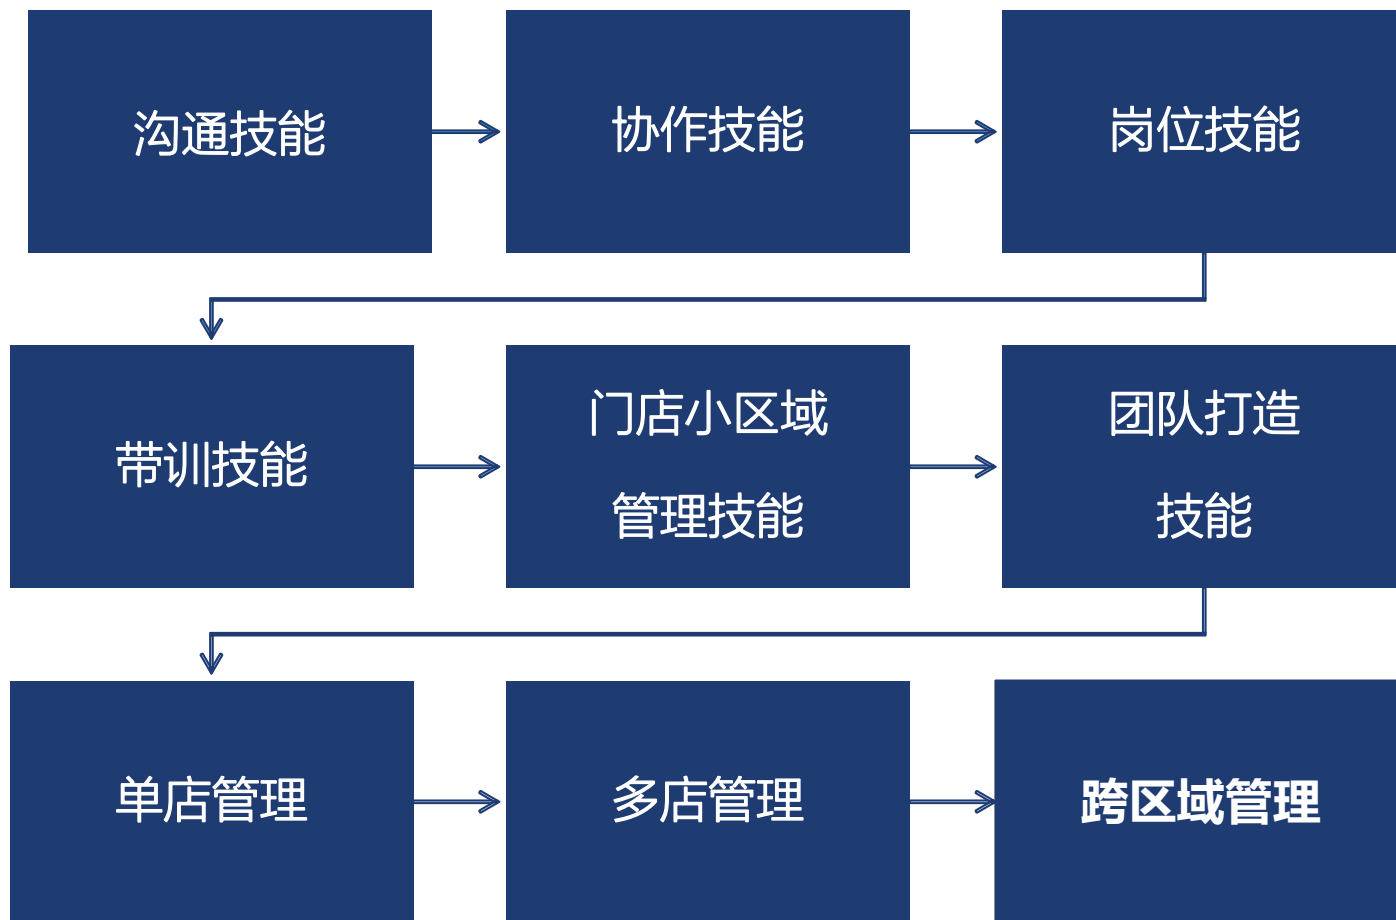 沟通技能
协作技能
岗位技能
带训技能
门店小区域
管理技能
团队打造
技能
单店管理
多店管理
跨区域管理